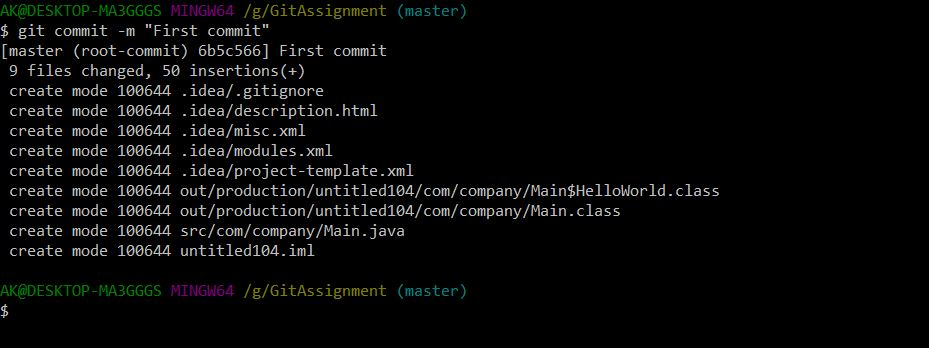 AK@DESKTOP-MA3GGGS MINGW64 /g/GitAssignment (master)
$ git commit -m "First commit"
[master (root-commit) 6b5c566] First commit
 9 files changed, 50 insertions(+)
 create mode 100644 .idea/.gitignore
 create mode 100644 .idea/description.html
 create mode 100644 .idea/misc.xml
 create mode 100644 .idea/modules.xml
 create mode 100644 .idea/project-template.xml
 create mode 100644 out/production/untitled104/com/company/Main$HelloWorld.class
 create mode 100644 out/production/untitled104/com/company/Main.class
 create mode 100644 src/com/company/Main.java
 create mode 100644 untitled104.iml
AK@DESKTOP-MA3GGGS MINGW64 /g/GitAssignment (master)
$